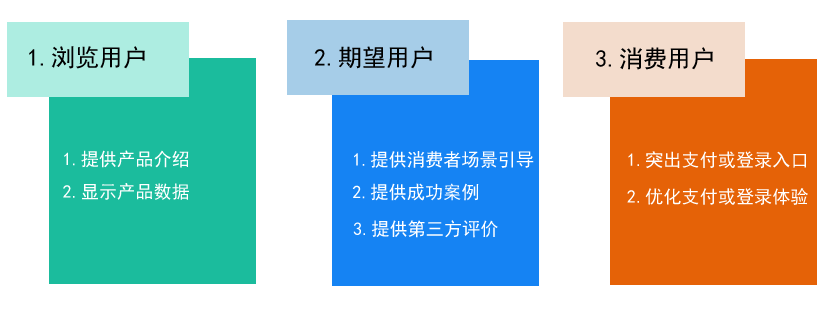 1.浏览用户
1.提供产品介绍
2.显示产品数据
2.期望用户
1.提供消费者场景引导
2.提供成功案例
3.提供第三方评价
3.消费用户
1.突出支付或登录入口
2.优化支付或登录体验